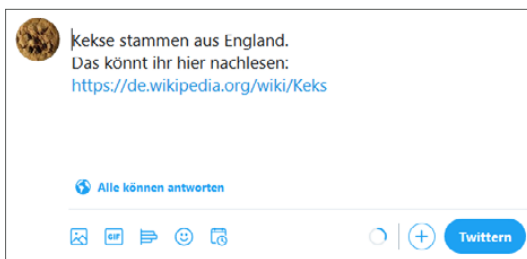 Kekse stammen aus England.
Das könnt ihr hier nachlesen:
https://de.wikipedia.org/wiki/Keks
Alle können antworten
GIF
Twittern